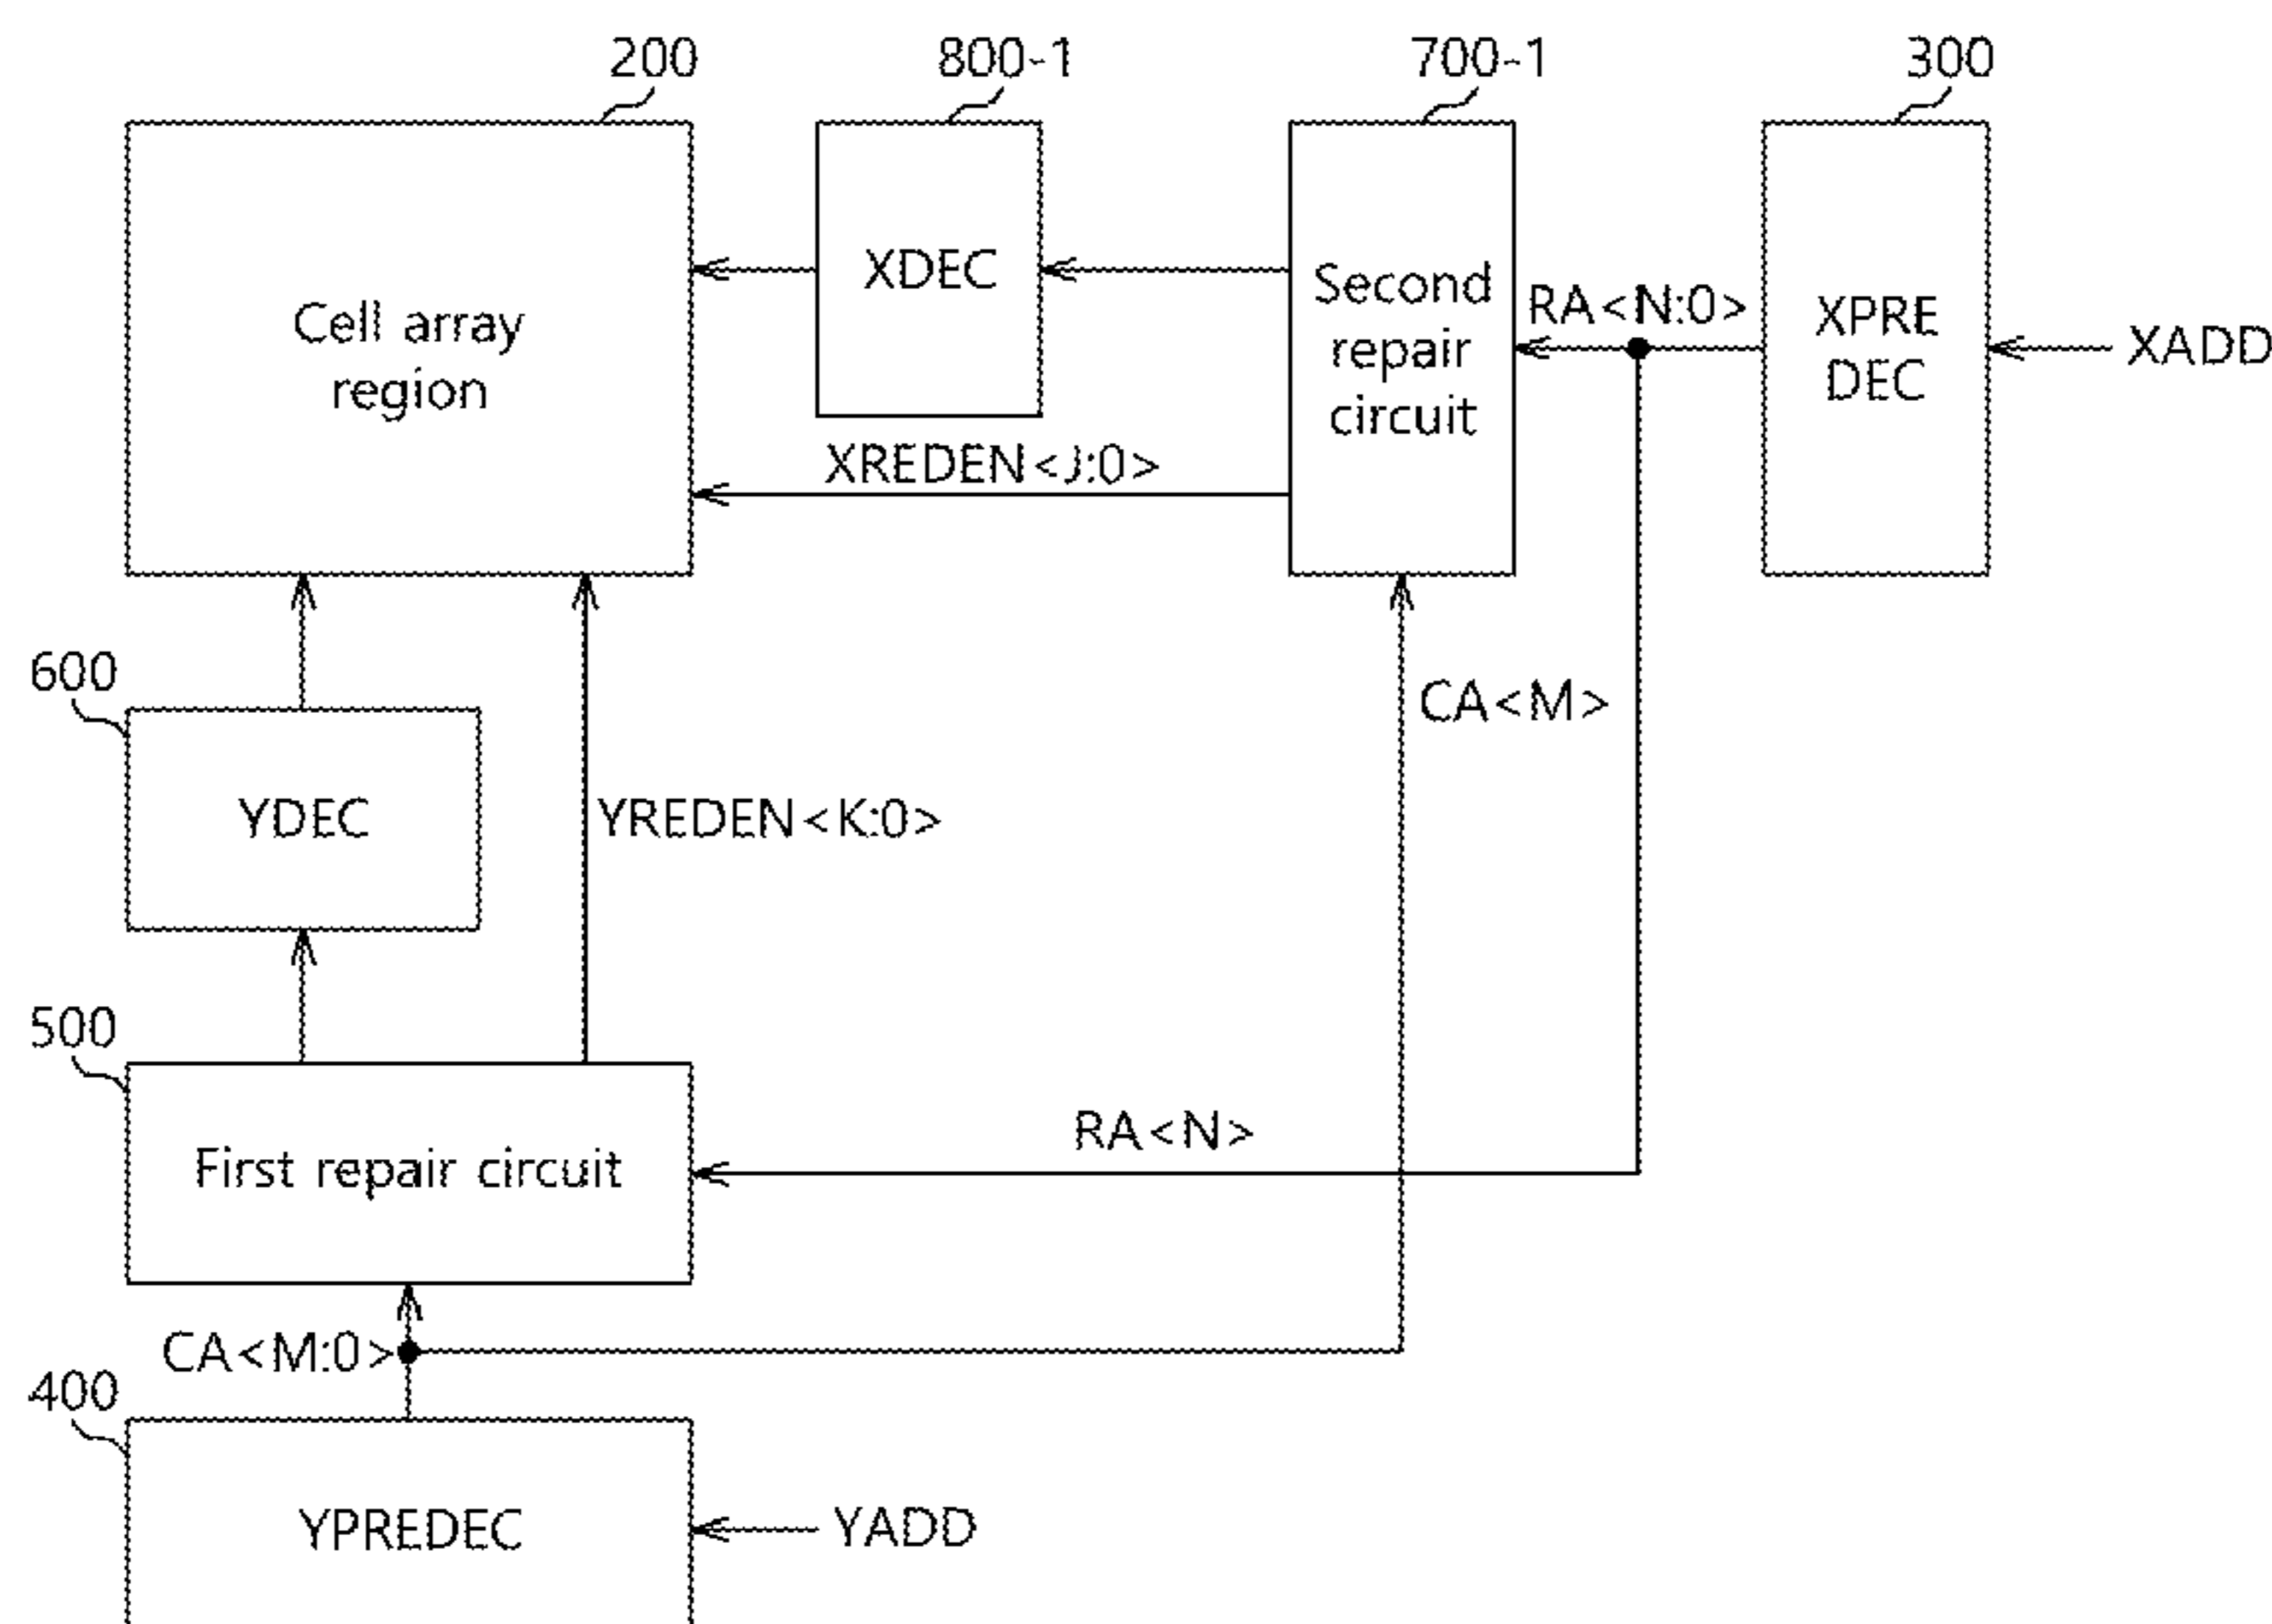 200
800-1
700-1
300
Cell array
region
XDEC
Second
repair
circuit
RA<N:0>
XPRE
DEC
XADD
XREDEN<J:0>
600
CA<M>
YDEC
YREDEN<K:0>
500
RA<N>
First repair circuit
CA<M:0>
400
YPREDEC
YADD